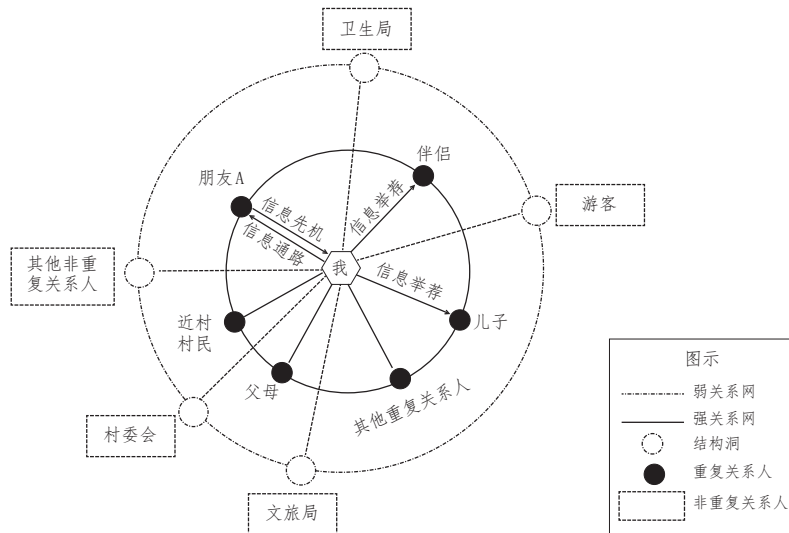 卫生局
伴侣
朋友A
信息先机
信息通路
信息举荐
游客
我
其他非重
复关系人
信息举荐
近村
村民
儿子
父母
其他重复关系人
村委会
文旅局
图示
弱关系网
强关系网
结构洞
重复关系人
非重复关系人